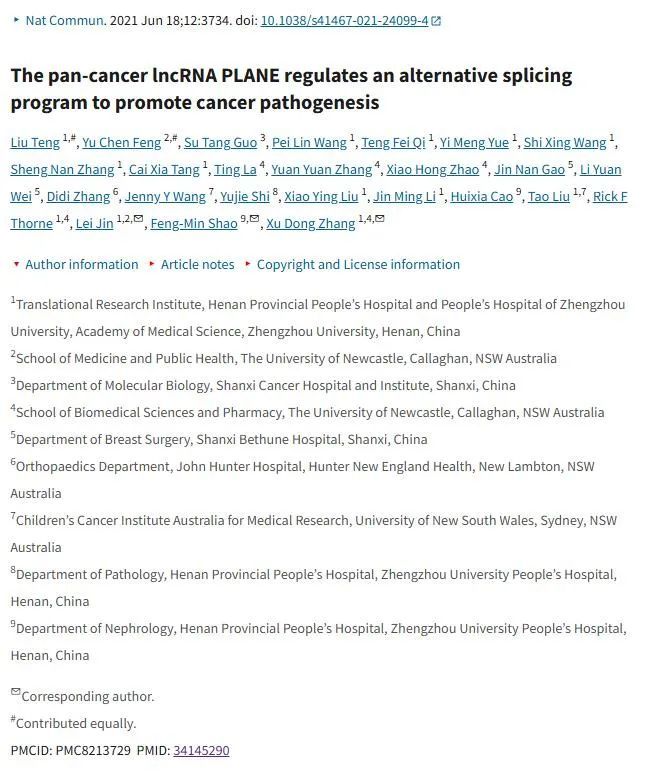 Nat Commun. 2021 Jun 18;12:3734. doi: 10.1038/s41467-021-24099-4
The pan-cancer lncRNA PLANE regulates an alternative splicing
program to promote cancer pathogenesis
Liu Teng 1,#, Yu Chen Feng 2,#, Su Tang Guo 3, Pei Lin Wang 1, Teng Fei Qi 1, Yi Meng Yue 1, Shi Xing Wang 1,
Sheng Nan Zhang 1, Cai Xia Tang 1, Ting La 4, Yuan Yuan Zhang 4, Xiao Hong Zhao 4, Jin Nan Gao 5, Li Yuan
Wei 5, Didi Zhang 6, Jenny Y Wang 7, Yujie Shi 8, Xiao Ying Liu 1, Jin Ming Li 1, Huixia Cao 9, Tao Liu 1,7, Rick F
Thorne 1,4, Lei Jin 1,2,✉, Feng-Min Shao 9,✉, Xu Dong Zhang 1,4,✉
Author information Article notes Copyright and License information
1Translational Research Institute, Henan Provincial People's Hospital and People's Hospital of Zhengzhou
University, Academy of Medical Science, Zhengzhou University, Henan, China
2School of Medicine and Public Health, The University of Newcastle, Callaghan, NSW Australia
3Department of Molecular Biology, Shanxi Cancer Hospital and Institute, Shanxi, China
4School of Biomedical Sciences and Pharmacy, The University of Newcastle, Callaghan, NSW Australia
5Department of Breast Surgery, Shanxi Bethune Hospital, Shanxi, China
6Orthopaedics Department, John Hunter Hospital, Hunter New England Health, New Lambton, NSW
Australia
7Children's Cancer Institute Australia for Medical Research, University of New South Wales, Sydney, NSW
Australia
8Department of Pathology, Henan Provincial People's Hospital, Zhengzhou University People's Hospital,
Henan, China
9Department of Nephrology, Henan Provincial People's Hospital, Zhengzhou University People's Hospital,
Henan, China
✉Corresponding author.
#Contributed equally.
PMCID: PMC8213729 PMID: 34145290